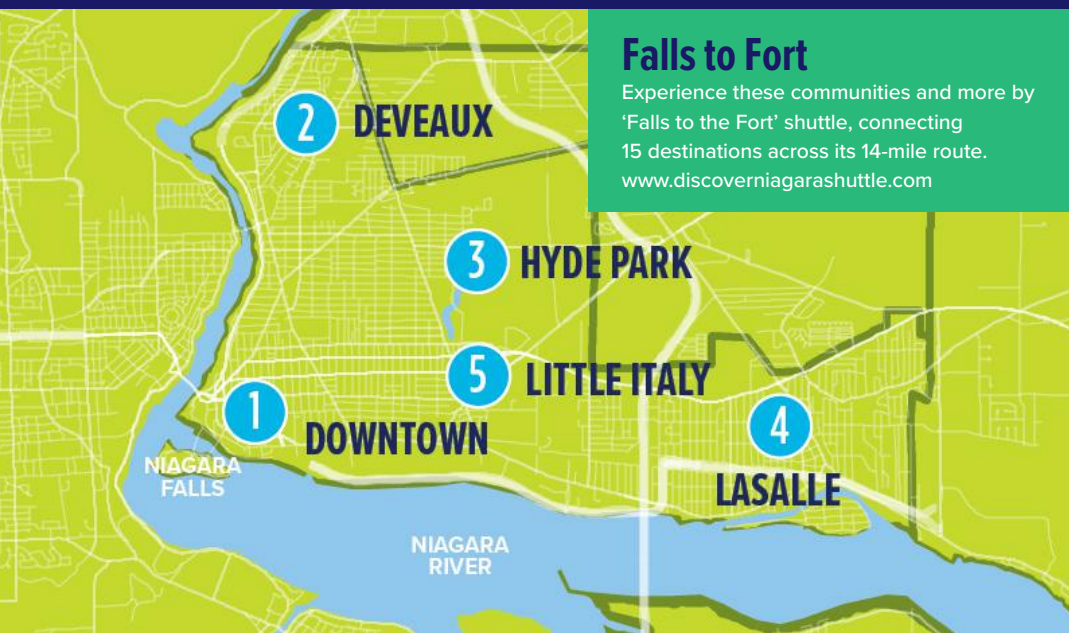 Falls to Fort
Experience these communities and more by
‘Falls to the Fort’ shuttle, connecting
15 destinations across its 14-mile route.
www.discoverniagarashuttle.com
2 DEVEAUX
3 HYDE PARK
5 LITTLE ITALY
1 DOWNTOWN
4 LASALLE
NIAGARA
FALLS
NIAGARA
RIVER